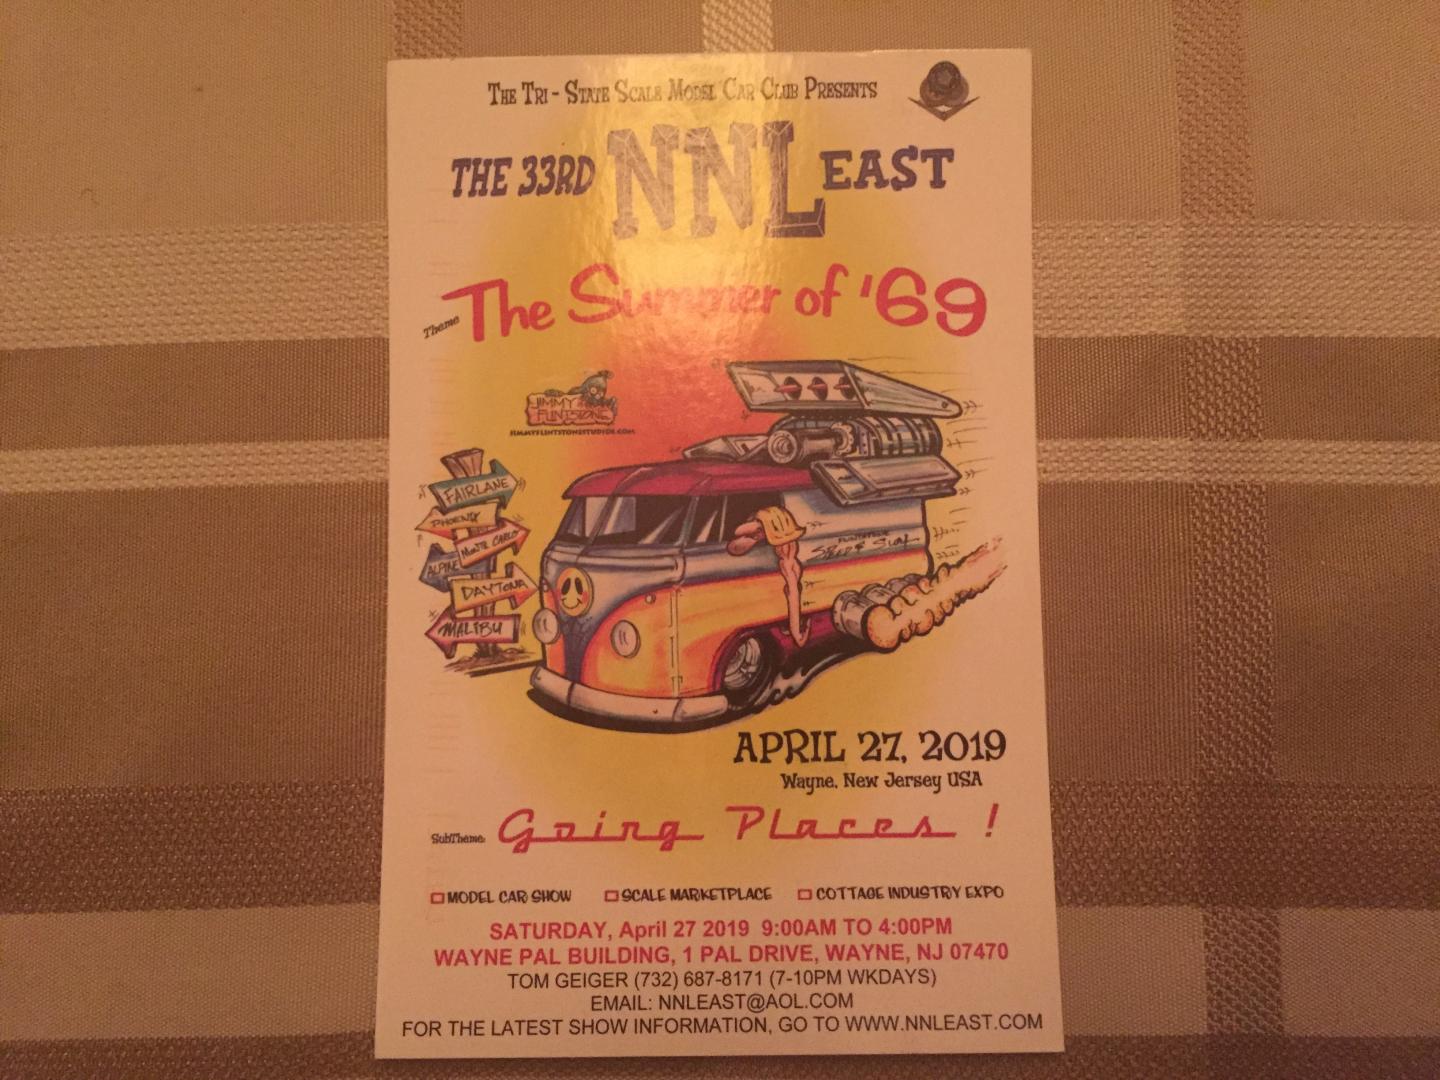 THE TRI - STATE SCALE MODEL CAR CLUB PRESENTS
THE 33RD NNL EAST
Theme The Summer of '69
JIMMY
FLINTSTONE
JIMMYFLINTSTONESTUDIOS.COM
FAIRLANE
PHOENIX
MONTE CARLO
ALPINE
DAYTONA
MALIBU
FLINTSTONE
SPEED & SURF
APRIL 27, 2019
Wayne, New Jersey USA
SubTheme: Going Places !
MODEL CAR SHOW SCALE MARKETPLACE COTTAGE INDUSTRY EXPO
SATURDAY, April 27 2019 9:00AM TO 4:00PM
WAYNE PAL BUILDING, 1 PAL DRIVE, WAYNE, NJ 07470
TOM GEIGER (732) 687-8171 (7-10PM WKDAYS)
EMAIL: NNLEAST@AOL.COM
FOR THE LATEST SHOW INFORMATION, GO TO WWW.NNLEAST.COM